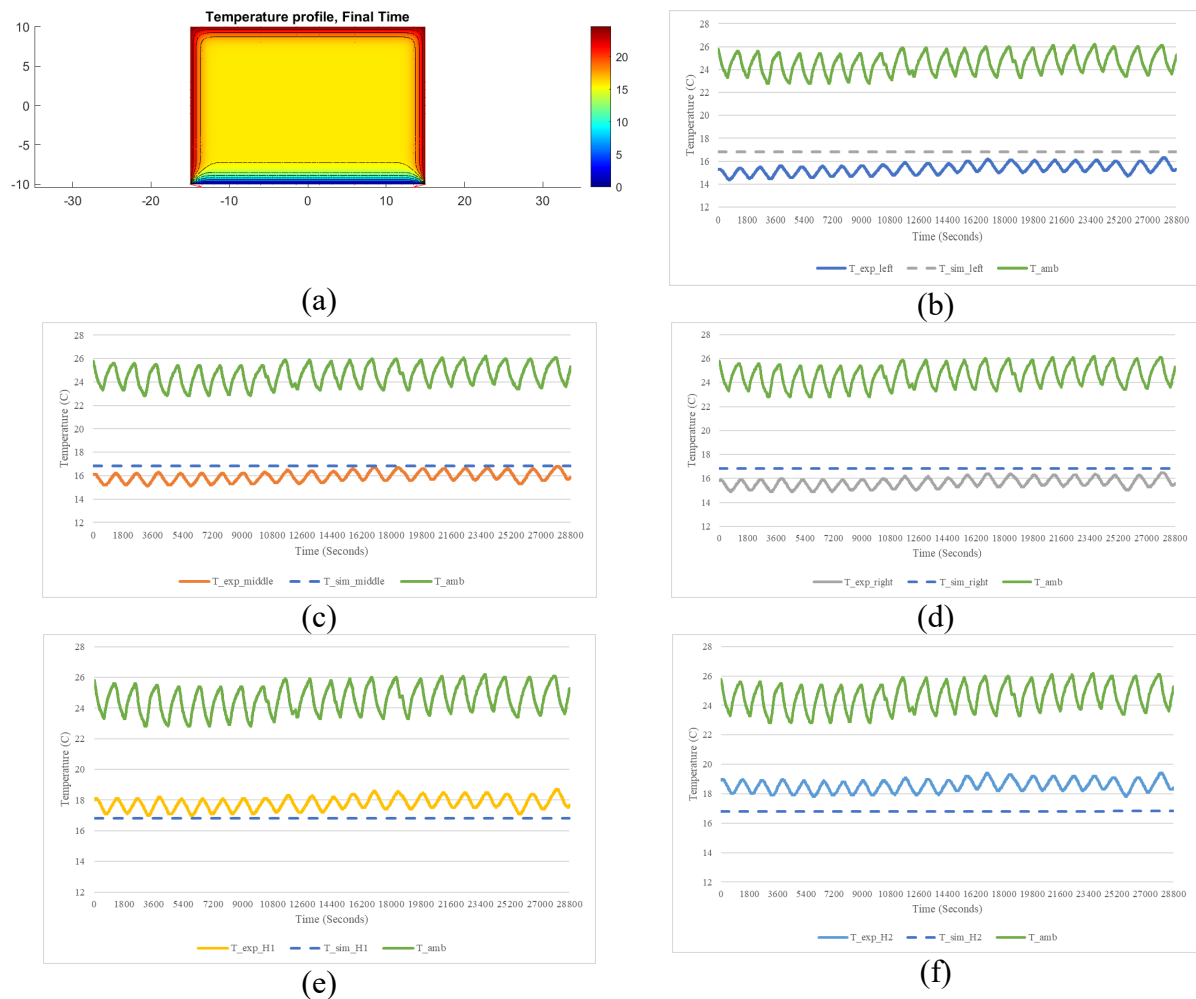 Temperature profile, Final Time
10
5
0
-5
-10
-30 -20 -10 0 10 20 30
20
15
10
5
0
(a)
28
26
24
22
20
18
16
14
12
Temperature (C)
0 1800 3600 5400 7200 9000 10800 12600 14400 16200 18000 19800 21600 23400 25200 27000 28800
Time (Seconds)
T_exp_left T_sim_left T_amb
(b)
28
26
24
22
20
18
16
14
12
Temperature (C)
0 1800 3600 5400 7200 9000 10800 12600 14400 16200 18000 19800 21600 23400 25200 27000 28800
Time (Seconds)
T_exp_middle T_sim_middle T_amb
(c)
28
26
24
22
20
18
16
14
12
Temperature (C)
0 1800 3600 5400 7200 9000 10800 12600 14400 16200 18000 19800 21600 23400 25200 27000 28800
Time (Seconds)
T_exp_right T_sim_right T_amb
(d)
28
26
24
22
20
18
16
14
12
Temperature (C)
0 1800 3600 5400 7200 9000 10800 12600 14400 16200 18000 19800 21600 23400 25200 27000 28800
Time (Seconds)
T_exp_H1 T_sim_H1 T_amb
(e)
28
26
24
22
20
18
16
14
12
Temperature (C)
0 1800 3600 5400 7200 9000 10800 12600 14400 16200 18000 19800 21600 23400 25200 27000 28800
Time (Seconds)
T_exp_H2 T_sim_H2 T_amb
(f)